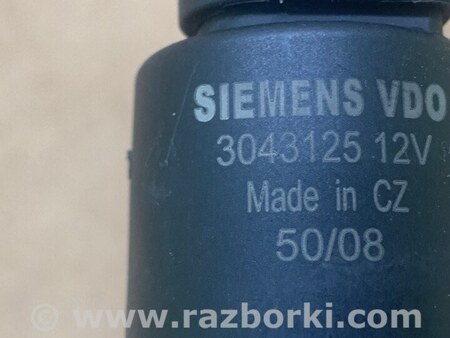 SIEMENS VDO
3043125 12V
Made in CZ
50/08
© www.razborki.com